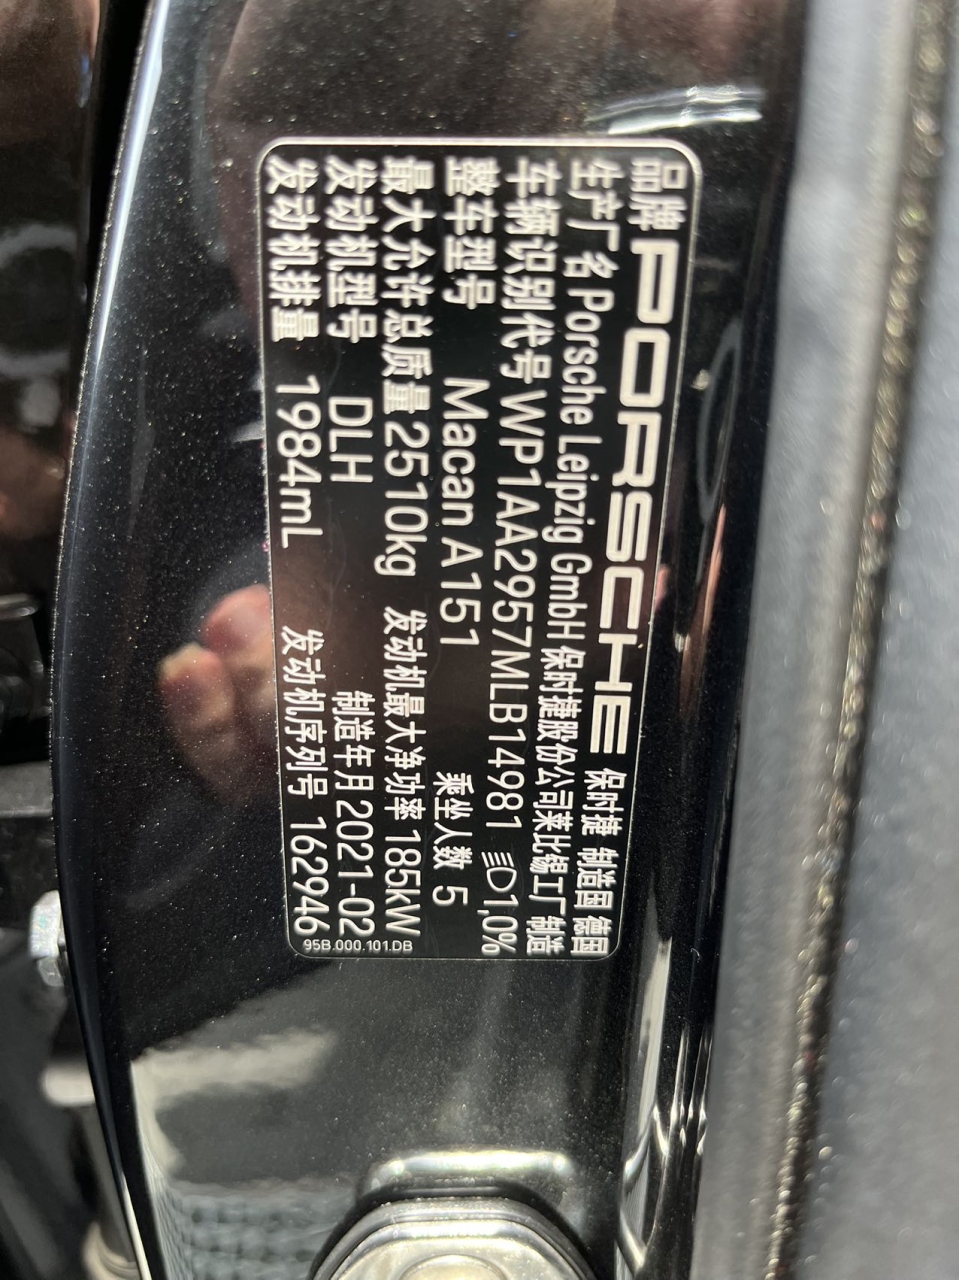 品牌 PORSCHE 保时捷 制造国 德国
生产厂名 Porsche Leipzig GmbH 保时捷股份公司莱比锡工厂 制造
车辆识别代号 WP1AA2957MLB14981 1,0%
整车型号 Macan A151 乘坐人数 5
最大允许总质量 2510kg 发动机最大净功率 185kW
发动机型号 DLH 制造年月 2021-02
发动机排量 1984mL 发动机序列号 162946
95B.000.101.DB